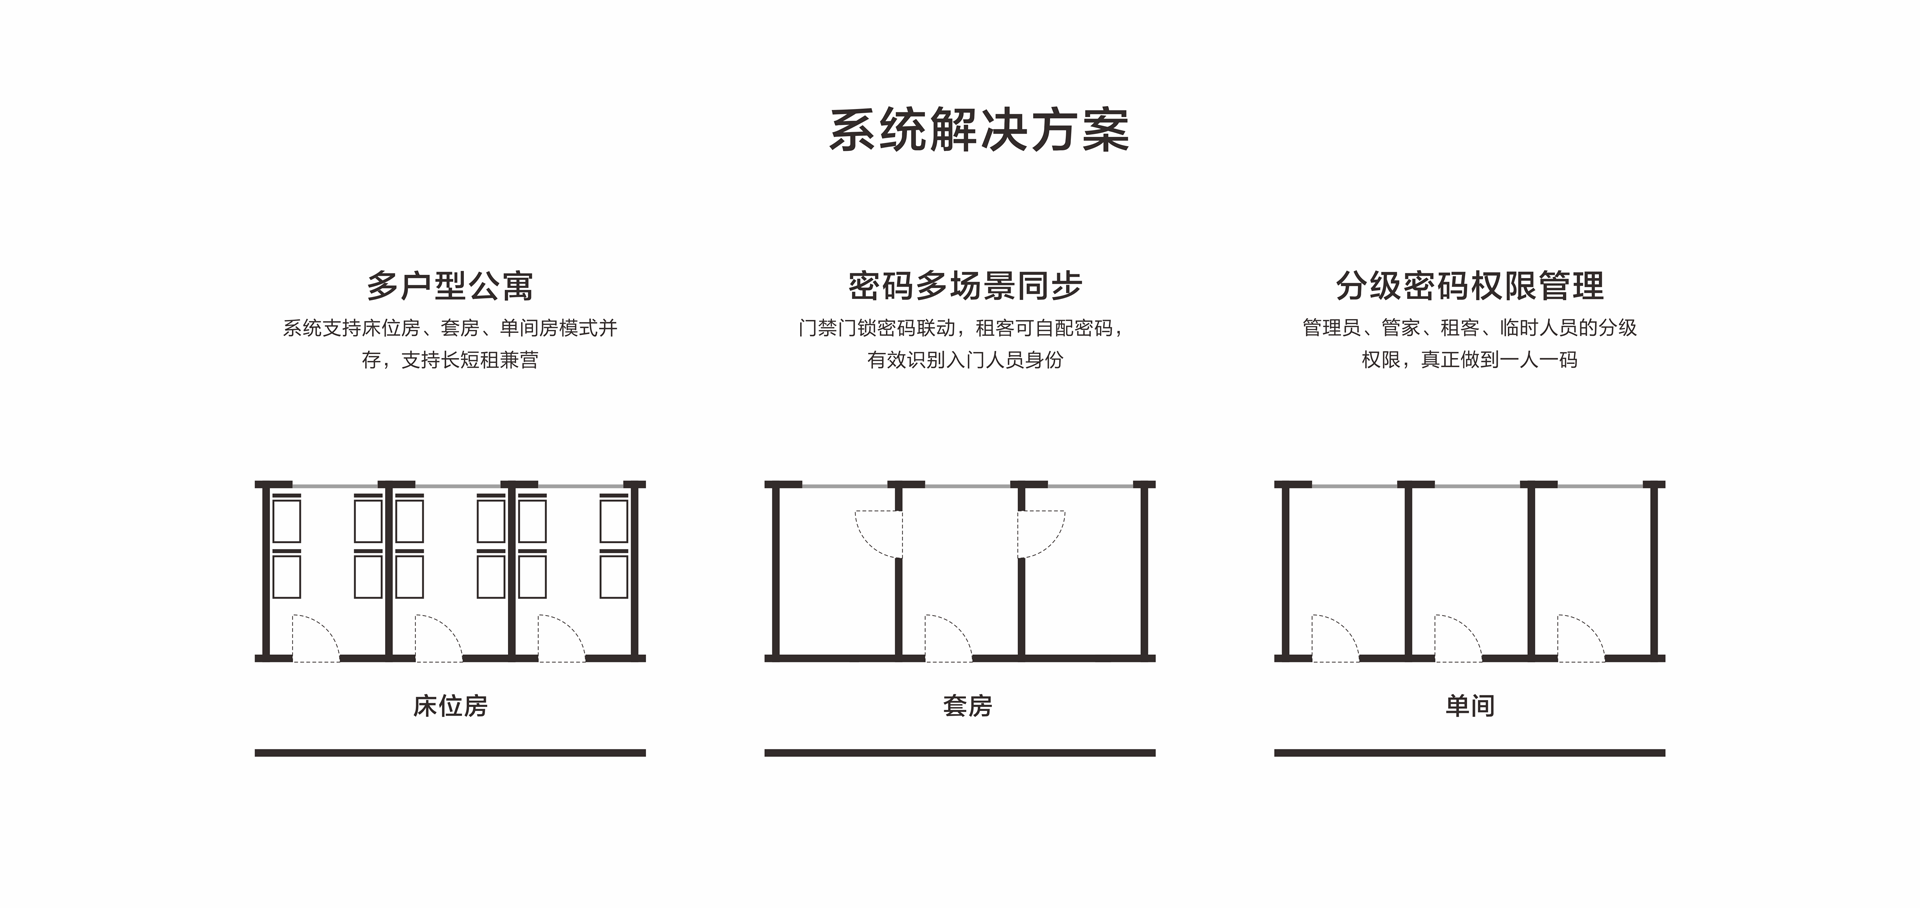 系统解决方案
多户型公寓
系统支持床位房、套房、单间房模式并
存，支持长短租兼营
密码多场景同步
门禁门锁密码联动，租客可自配密码，
有效识别入门人员身份
分级密码权限管理
管理员、管家、租客、临时人员的分级
权限，真正做到一人一码
床位房
套房
单间